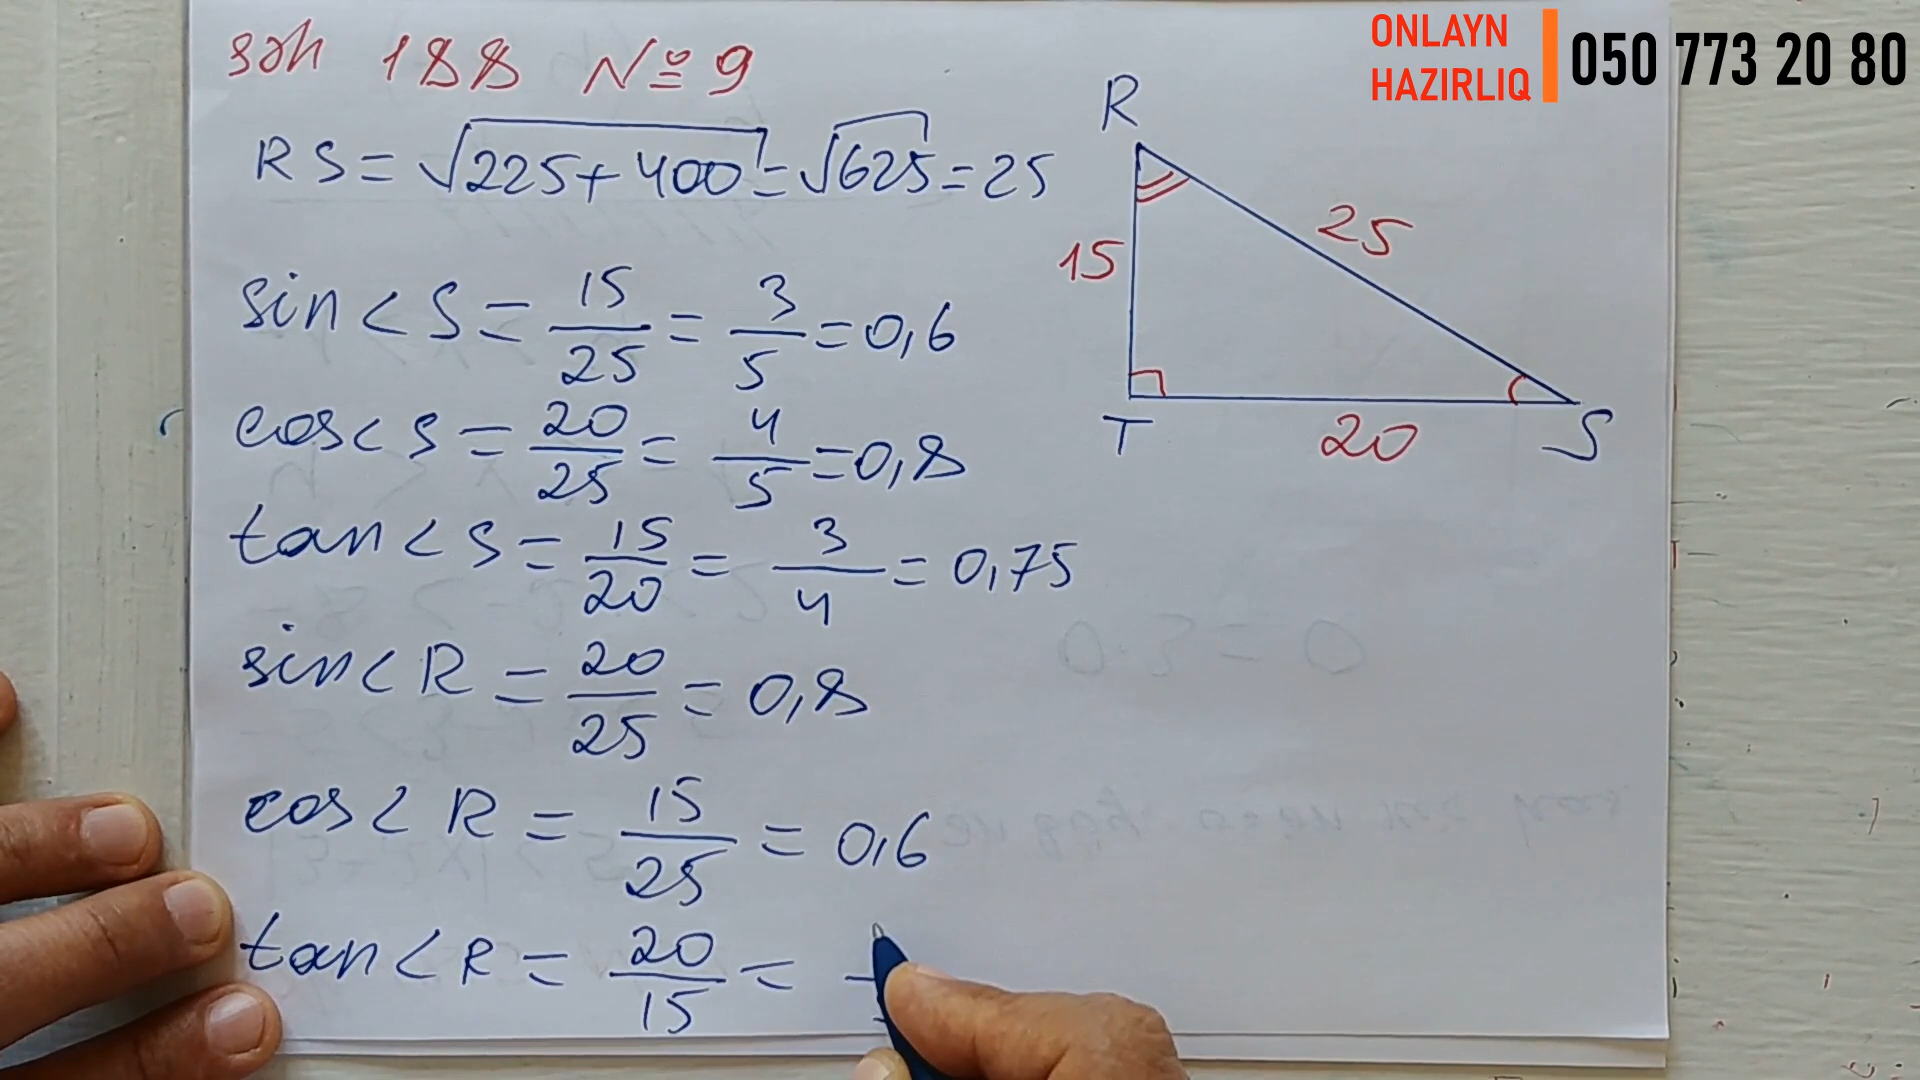 səh 188 №9
RS = √225+400 = √625 = 25
sin<S = 15/25 = 3/5 = 0,6
cos<S = 20/25 = 4/5 = 0,8
tan<S = 15/20 = 3/4 = 0,75
sin<R = 20/25 = 0,8
cos<R = 15/25 = 0,6
tan<R = 20/15 =
ONLAYN
HAZIRLIQ
050 773 20 80
R
15
25
T
20
S